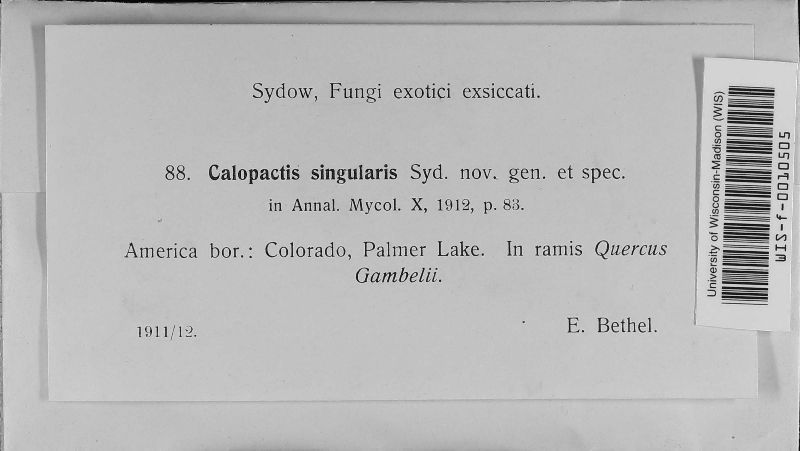 Sydow, Fungi exotici exsiccati.
88. Calopactis singularis Syd. nov. gen. et spec.
in Annal. Mycol. X, 1912, p. 83.
America bor.: Colorado, Palmer Lake. In ramis Quercus
Gambelii.
1911/12.
E. Bethel.
University of Wisconsin-Madison (WIS)
WIS-f-0010505